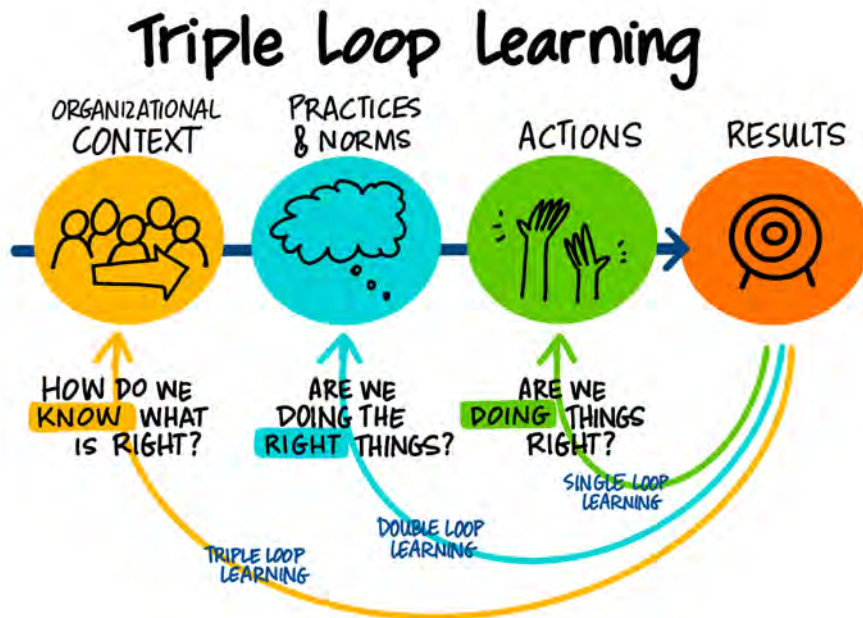 Triple Loop Learning
ORGANIZATIONAL
CONTEXT
PRACTICES
& NORMS
ACTIONS
RESULTS
HOW DO WE
KNOW WHAT
IS RIGHT?
ARE WE
DOING THE
RIGHT THINGS?
ARE WE
DOING THINGS
RIGHT?
SINGLE LOOP
LEARNING
DOUBLE LOOP
LEARNING
TRIPLE LOOP
LEARNING